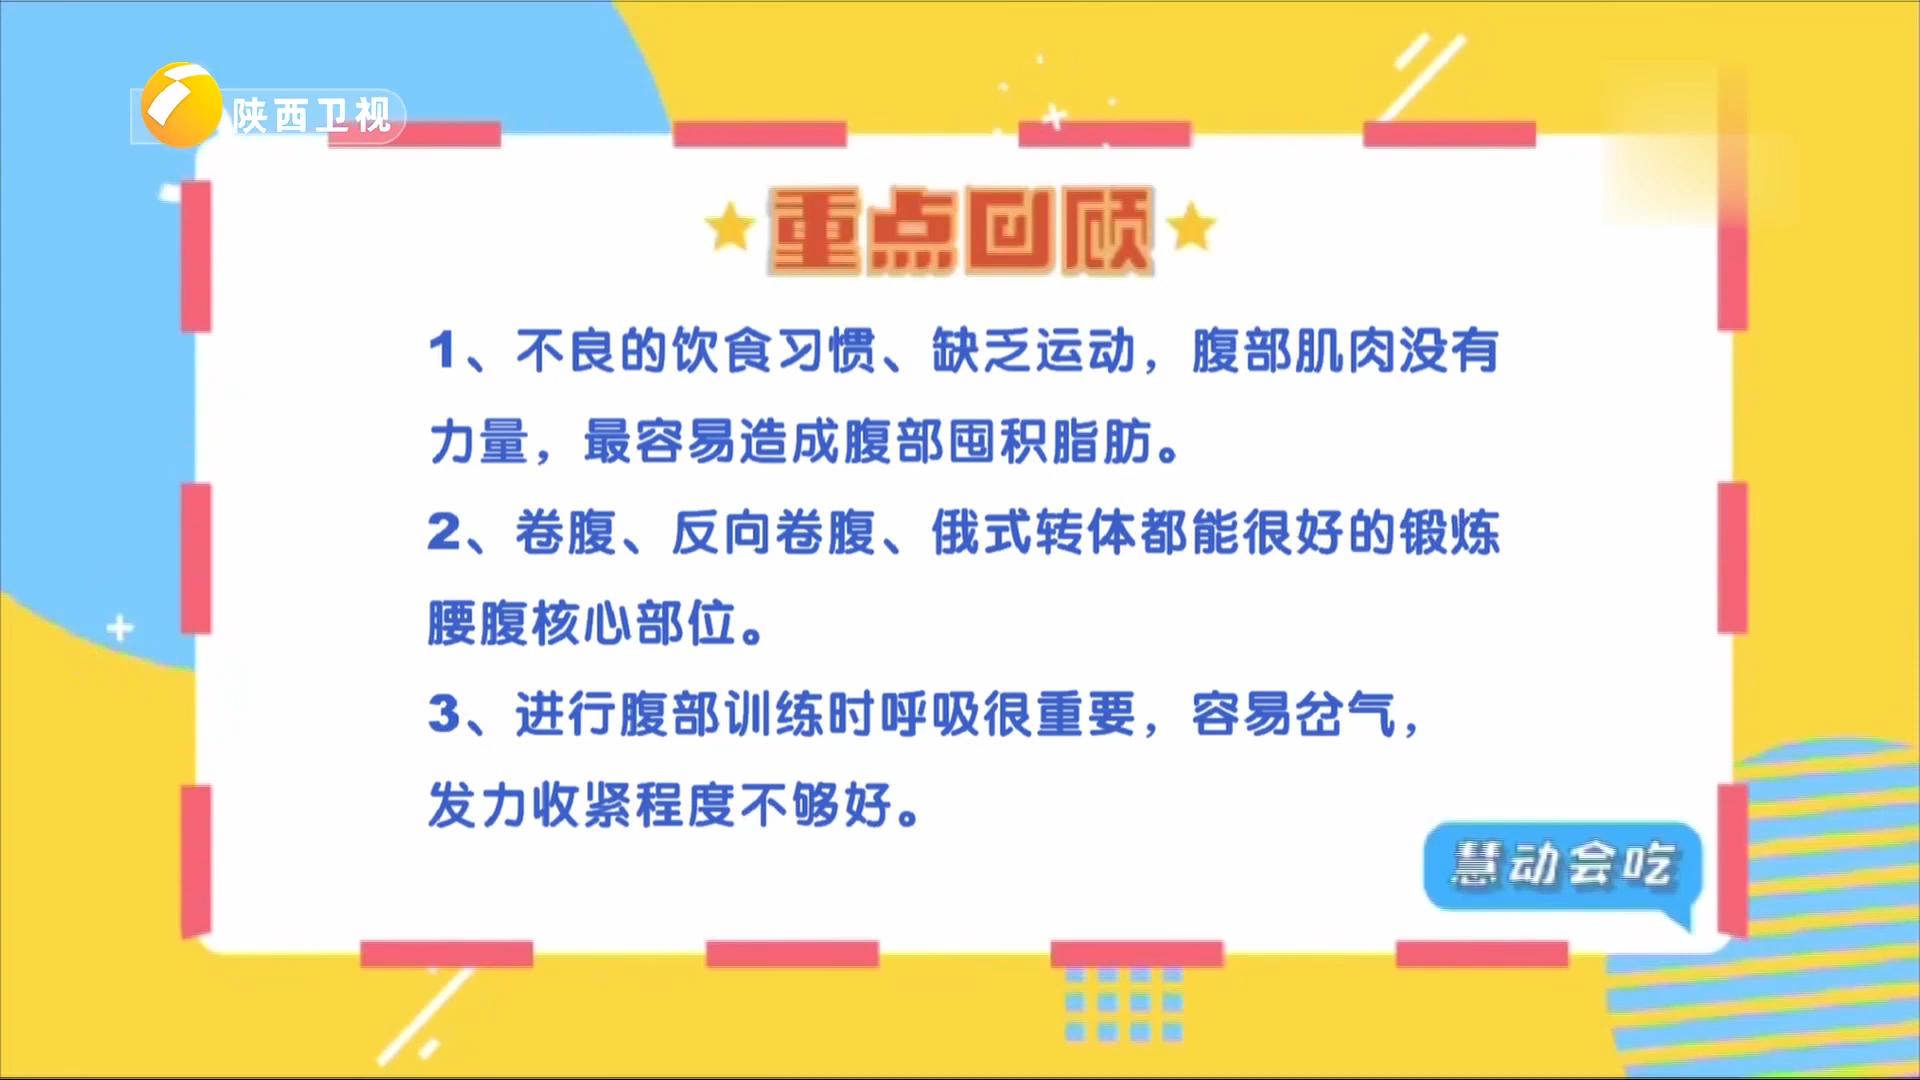 陕西卫视
重点回顾
1、不良的饮食习惯、缺乏运动，腹部肌肉没有
力量，最容易造成腹部囤积脂肪。
2、卷腹、反向卷腹、俄式转体都能很好的锻炼
腰腹核心部位。
3、进行腹部训练时呼吸很重要，容易岔气，
发力收紧程度不够好。
慧动会吃